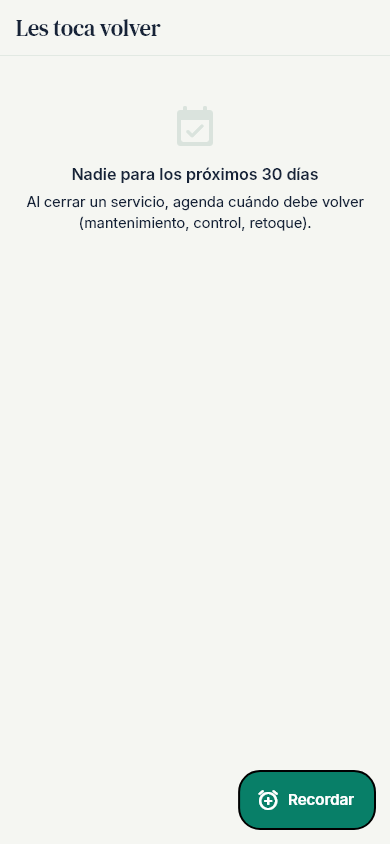 Les toca volver
Nadie para los próximos 30 días
Al cerrar un servicio, agenda cuándo debe volver
(mantenimiento, control, retoque).
Recordar